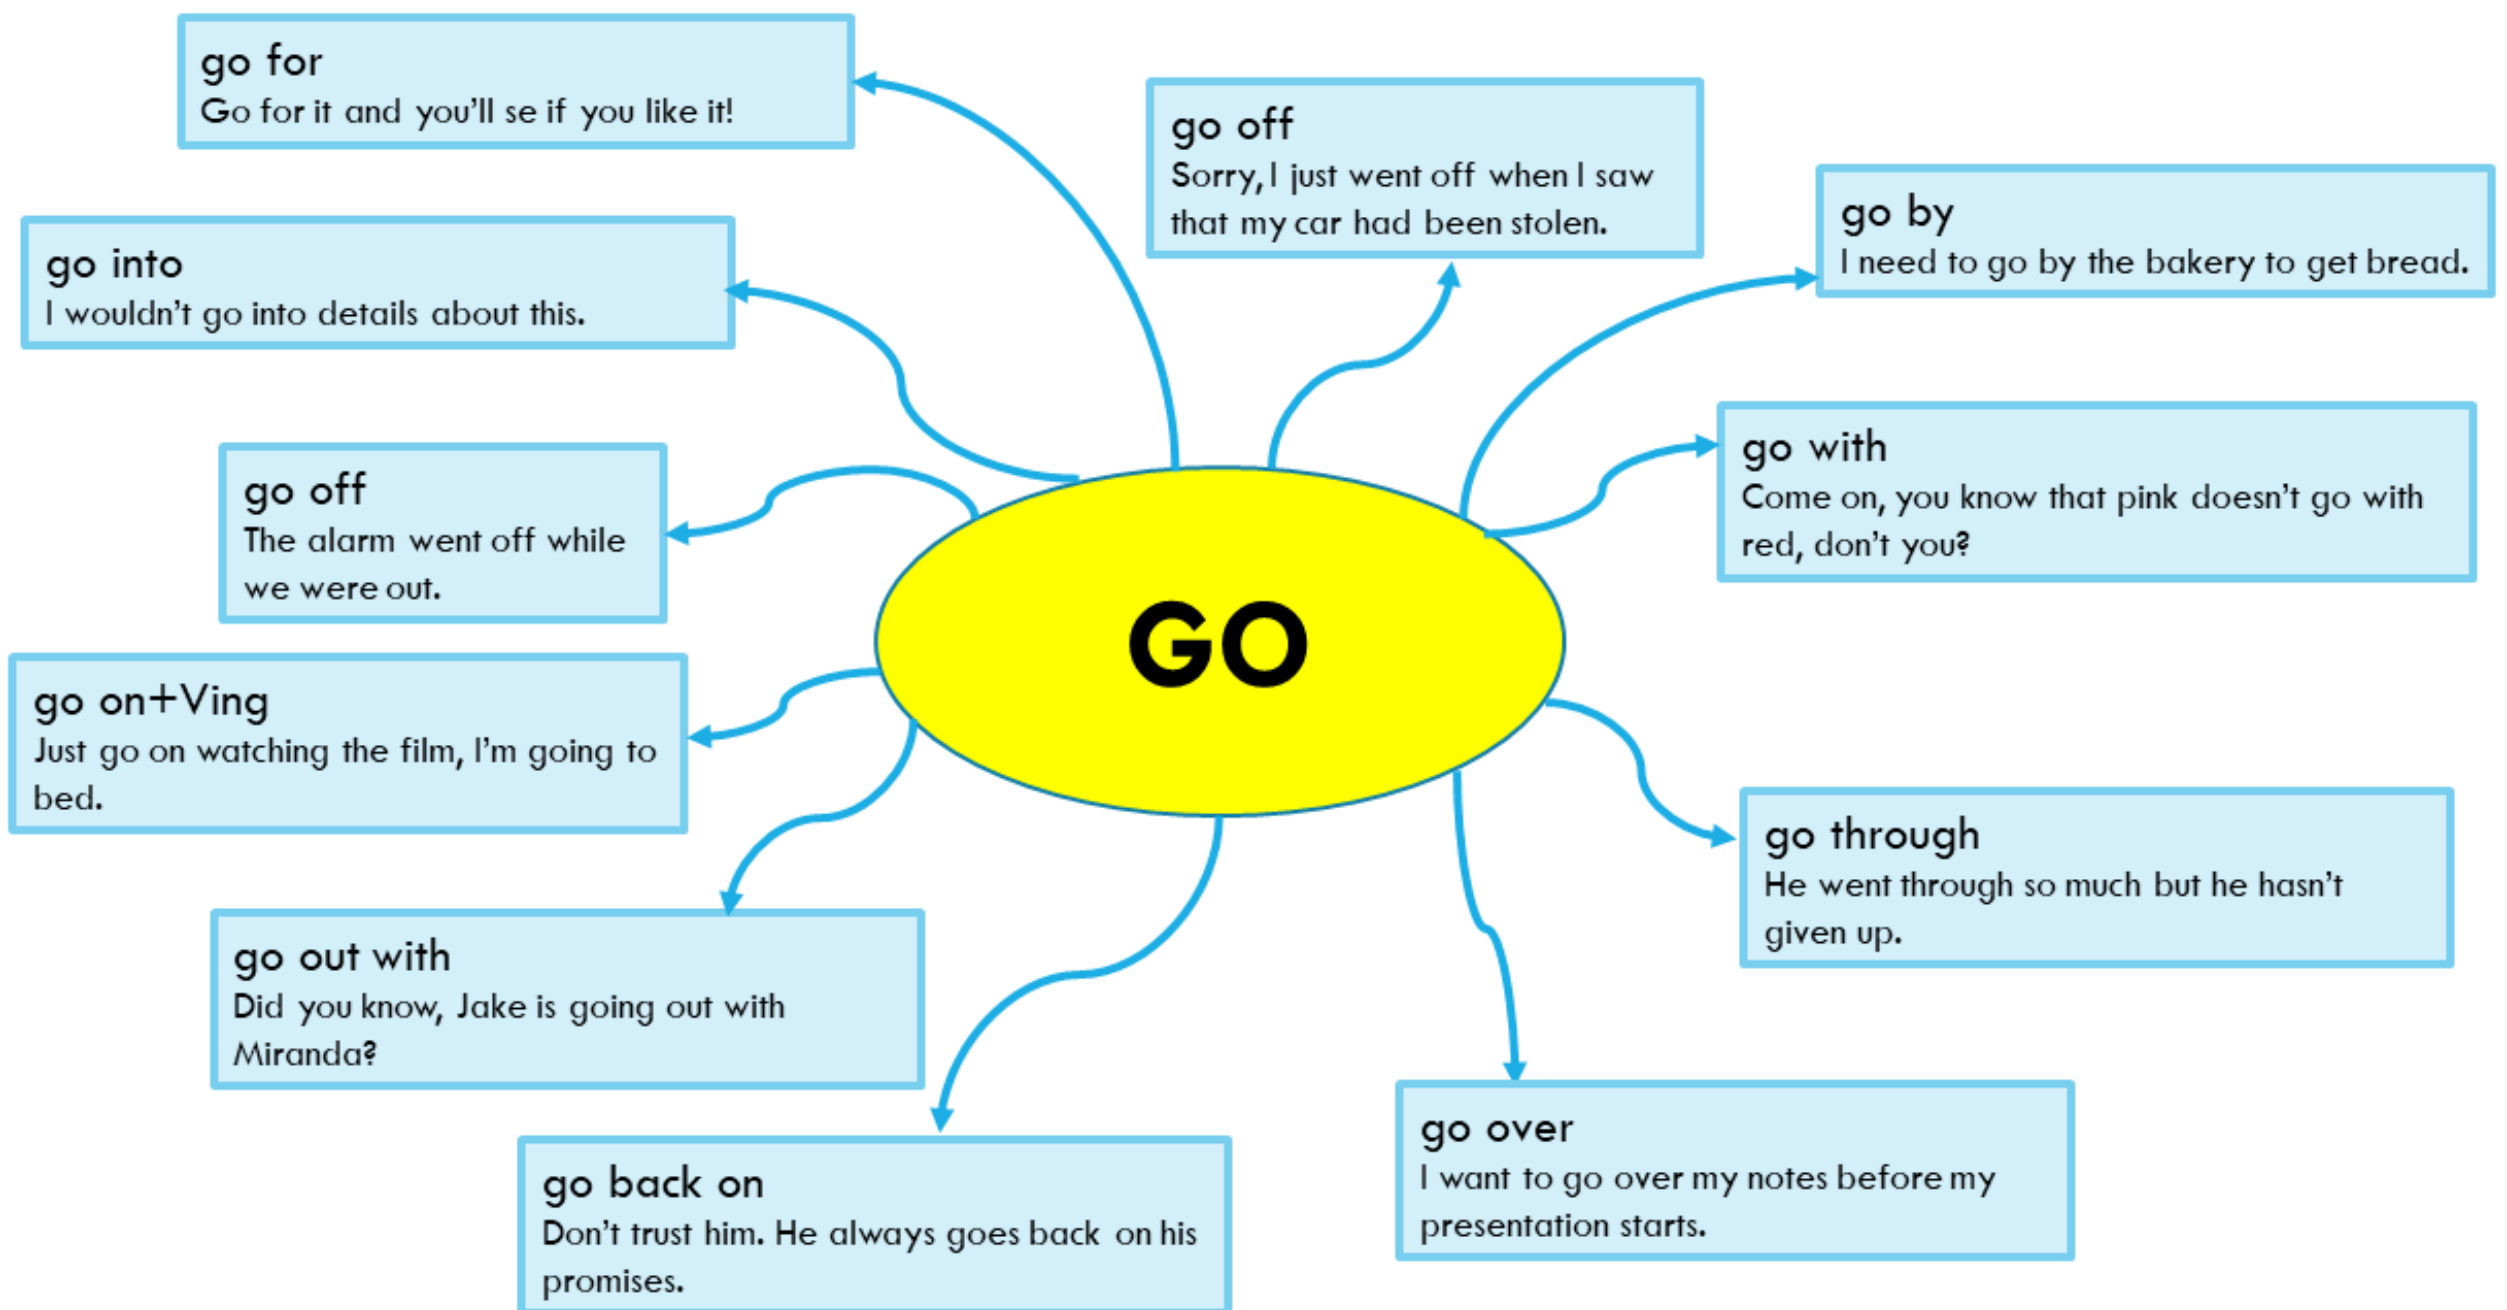 go for
Go for it and you'll se if you like it!
go off
Sorry, I just went off when I saw
that my car had been stolen.
go by
I need to go by the bakery to get bread.
go into
I wouldn't go into details about this.
go with
Come on, you know that pink doesn't go with
red, don't you?
go off
The alarm went off while
we were out.
GO
go on+Ving
Just go on watching the film, I'm going to
bed.
go through
He went through so much but he hasn't
given up.
go out with
Did you know, Jake is going out with
Miranda?
go over
I want to go over my notes before my
presentation starts.
go back on
Don't trust him. He always goes back on his
promises.